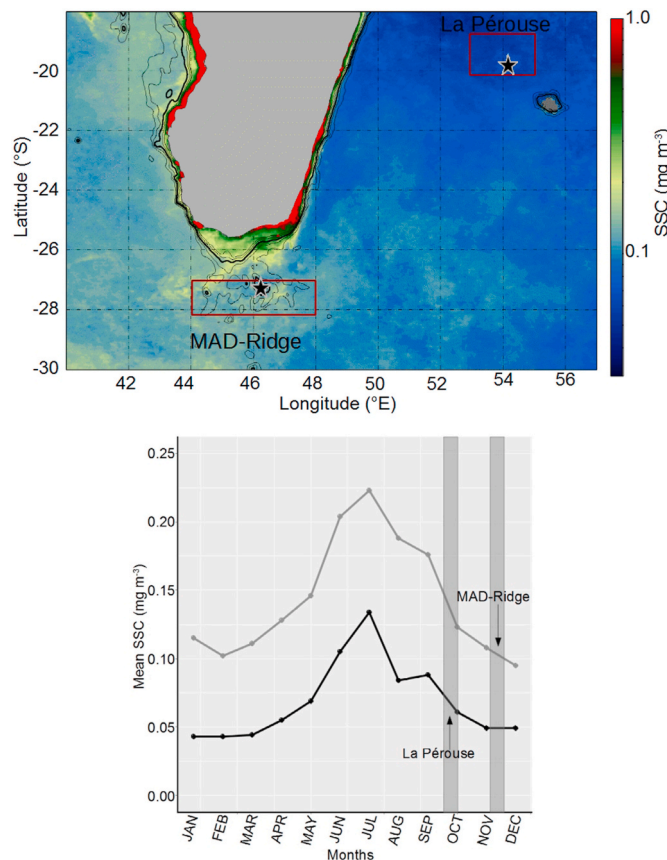 La Pérouse
1.0
-20
-22
-24
-26
-28
-30
Latitude (°S)
SSC (mg m⁻³)
0.1
MAD-Ridge
42 44 46 48 50 52 54 56
Longitude (°E)
0.25
0.20
0.15
0.10
0.05
0.00
Mean SSC (mg m⁻³)
MAD-Ridge
La Pérouse
JAN FEB MAR APR MAY JUN JUL AUG SEP OCT NOV DEC
Months